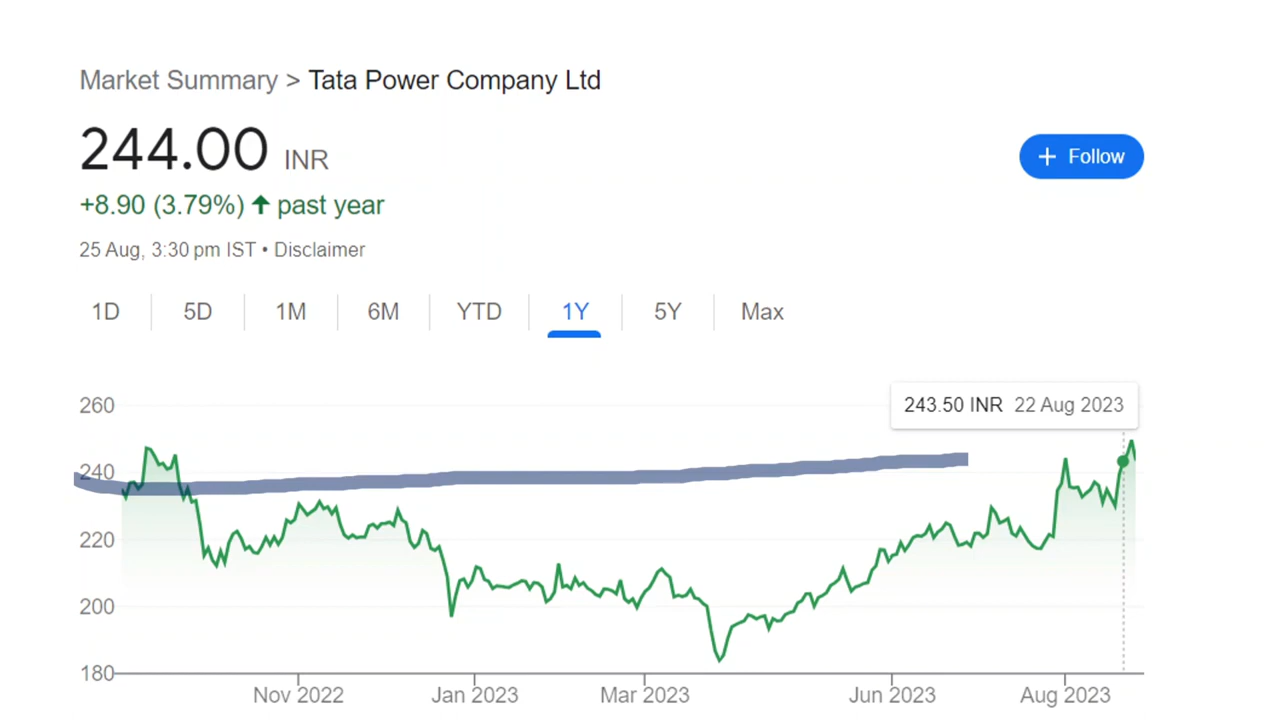 Market Summary > Tata Power Company Ltd
244.00 INR
+ Follow
+8.90 (3.79%) ↑ past year
25 Aug, 3:30 pm IST • Disclaimer
1D 5D 1M 6M YTD 1Y 5Y Max
260
243.50 INR 22 Aug 2023
240
220
200
180
Nov 2022 Jan 2023 Mar 2023 Jun 2023 Aug 2023